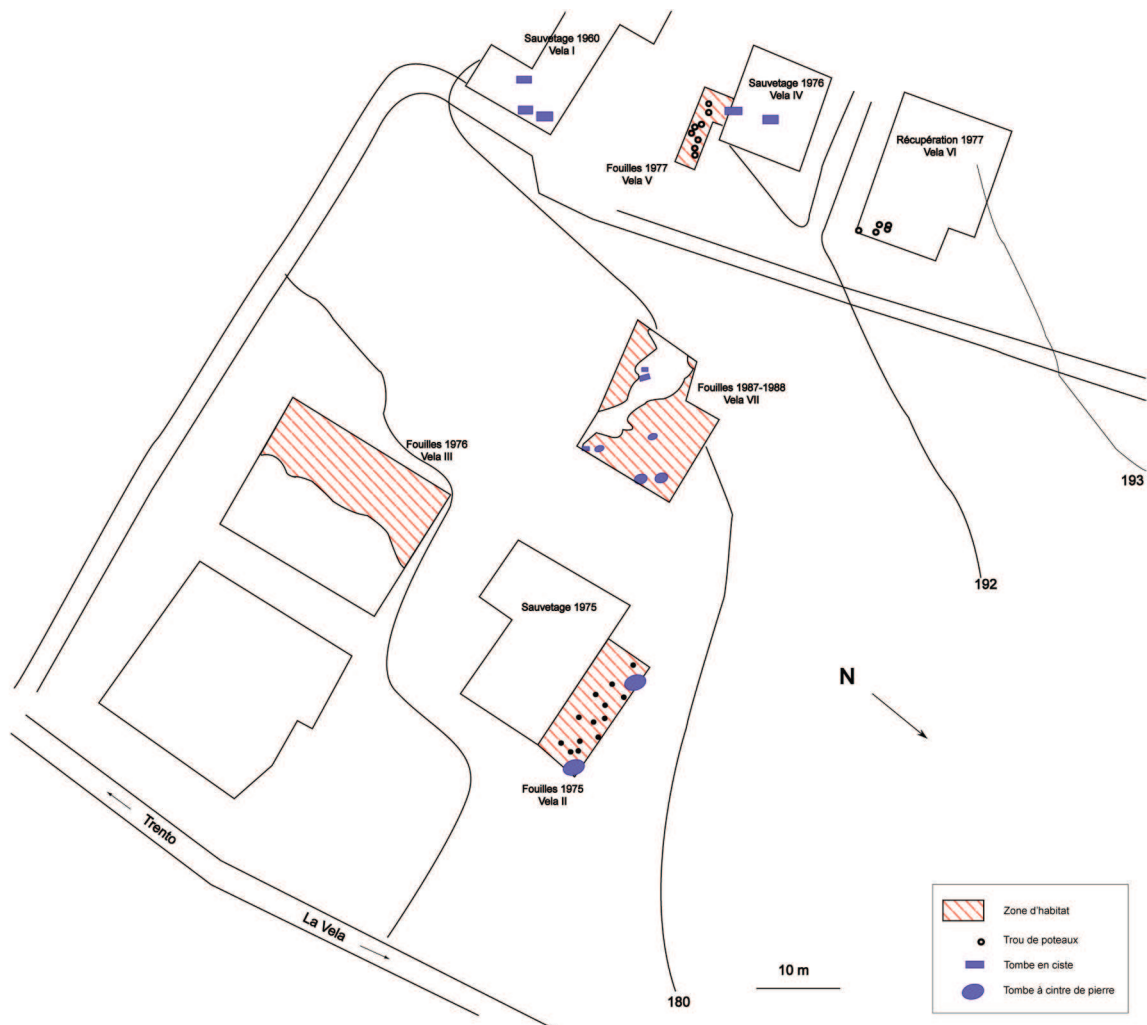 Sauvetage 1960
Vela I
Sauvetage 1976
Vela IV
Récupération 1977
Vela VI
Fouilles 1977
Vela V
Fouilles 1987-1988
Vela VII
Fouilles 1976
Vela III
193
192
Sauvetage 1975
N
Fouilles 1975
Vela II
Trento
La Vela
180
10 m
Zone d'habitat
Trou de poteaux
Tombe en ciste
Tombe à cintre de pierre